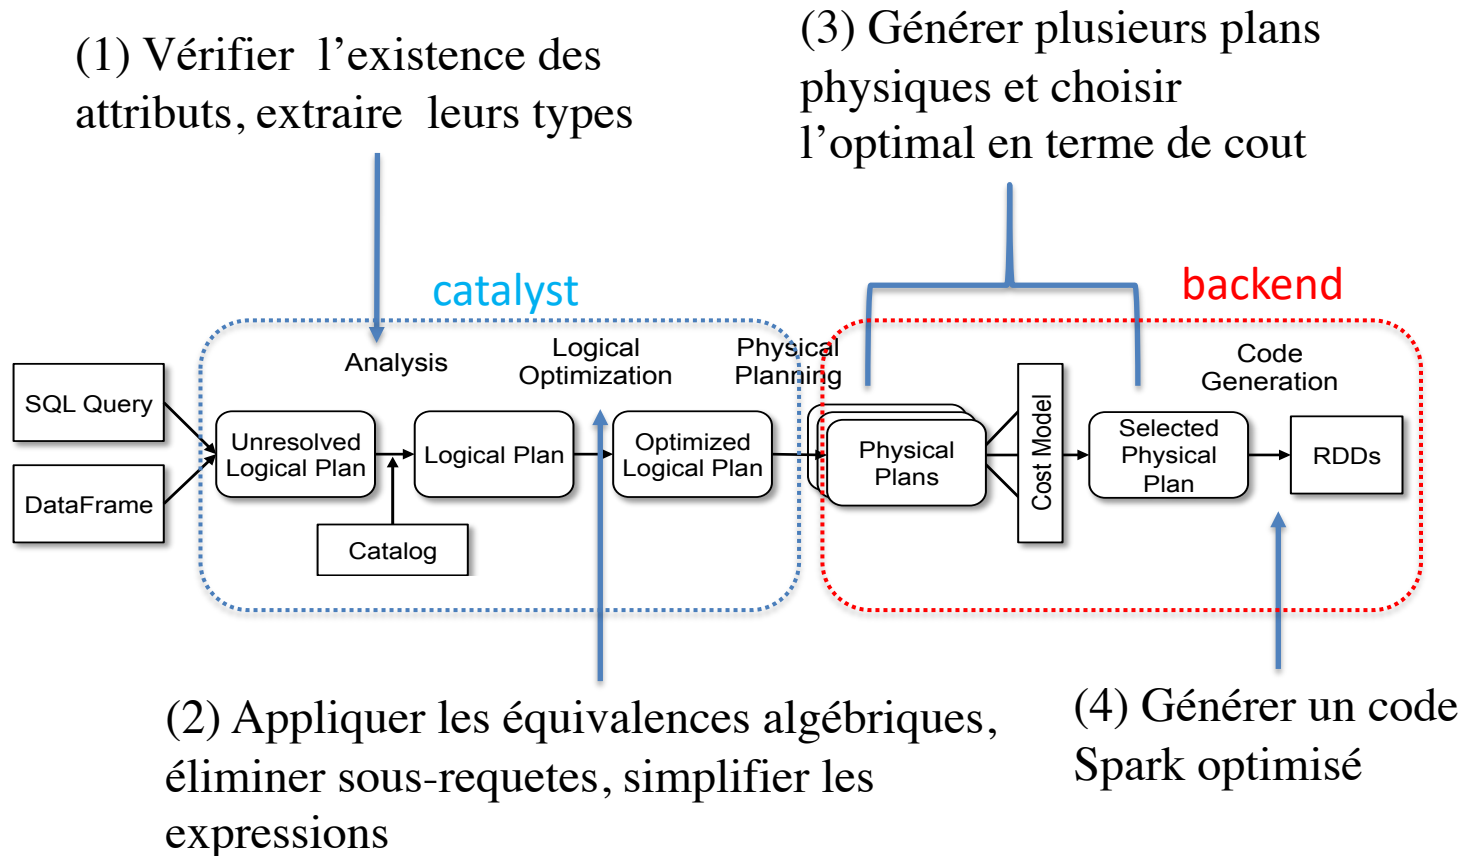 (1) Vérifier l’existence des
attributs, extraire leurs types
(3) Générer plusieurs plans
physiques et choisir
l’optimal en terme de cout
catalyst
backend
Analysis
Logical
Optimization
Physical
Planning
Code
Generation
SQL Query
DataFrame
Unresolved
Logical Plan
Catalog
Logical Plan
Optimized
Logical Plan
Physical
Plans
Cost Model
Selected
Physical
Plan
RDDs
(2) Appliquer les équivalences algébriques,
éliminer sous-requetes, simplifier les
expressions
(4) Générer un code
Spark optimisé